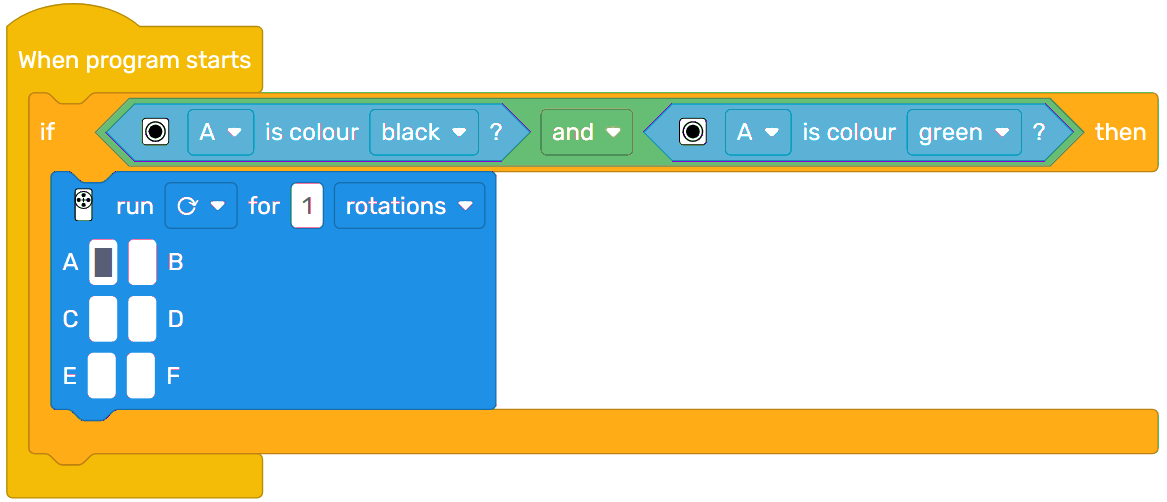 When program starts
if A is colour black ? and A is colour green ? then
run for 1 rotations
A B
C D
E F